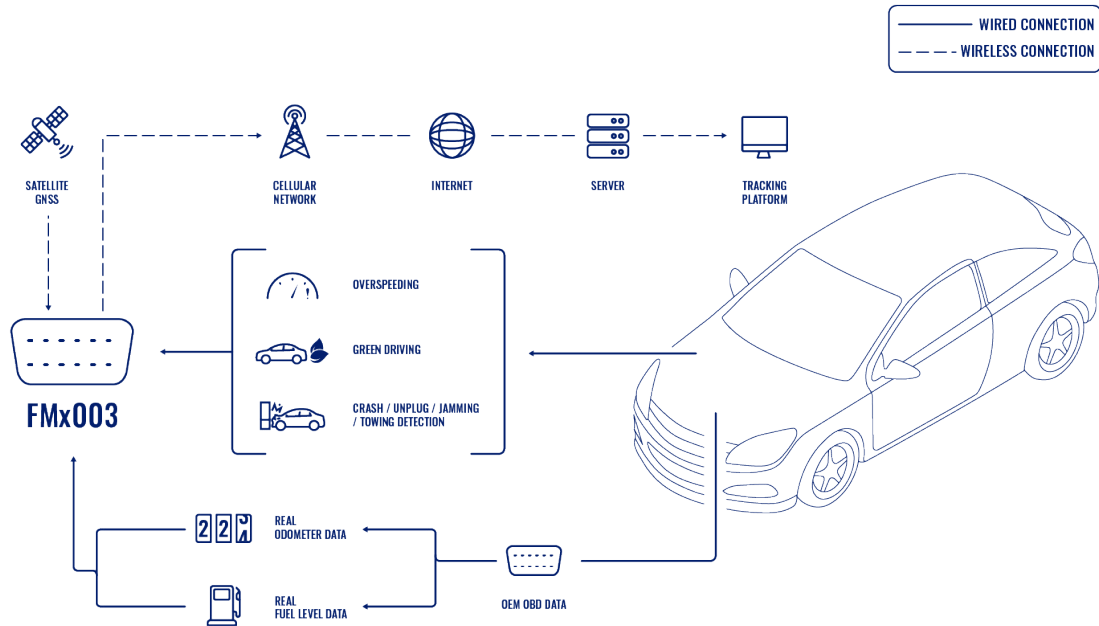 WIRED CONNECTION
WIRELESS CONNECTION
SATELLITE
GNSS
CELLULAR
NETWORK
INTERNET
SERVER
TRACKING
PLATFORM
OVERSPEEDING
GREEN DRIVING
CRASH / UNPLUG / JAMMING
/ TOWING DETECTION
FMx003
REAL
ODOMETER DATA
OEM OBD DATA
REAL
FUEL LEVEL DATA